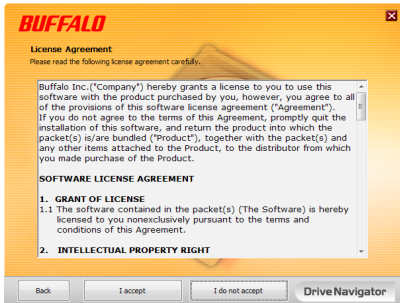 BUFFALO
License Agreement
Please read the following license agreement carefully.
Buffalo Inc.("Company") hereby grants a license to you to use this
software with the product purchased by you, however, you agree to all
of the provisions of this software license agreement ("Agreement").
If you do not agree to the terms of this Agreement, promptly quit the
installation of this software, and return the product into which the
packet(s) is/are bundled ("Product"), together with the packet(s) and
any other items attached to the Product, to the distributor from which
you made purchase of the Product.
SOFTWARE LICENSE AGREEMENT
1. GRANT OF LICENSE
1.1 The software contained in the packet(s) (The Software) is hereby
licensed to you nonexclusively pursuant to the terms and
conditions of this Agreement.
2. INTELLECTUAL PROPERTY RIGHT
Back I accept I do not accept DriveNavigator